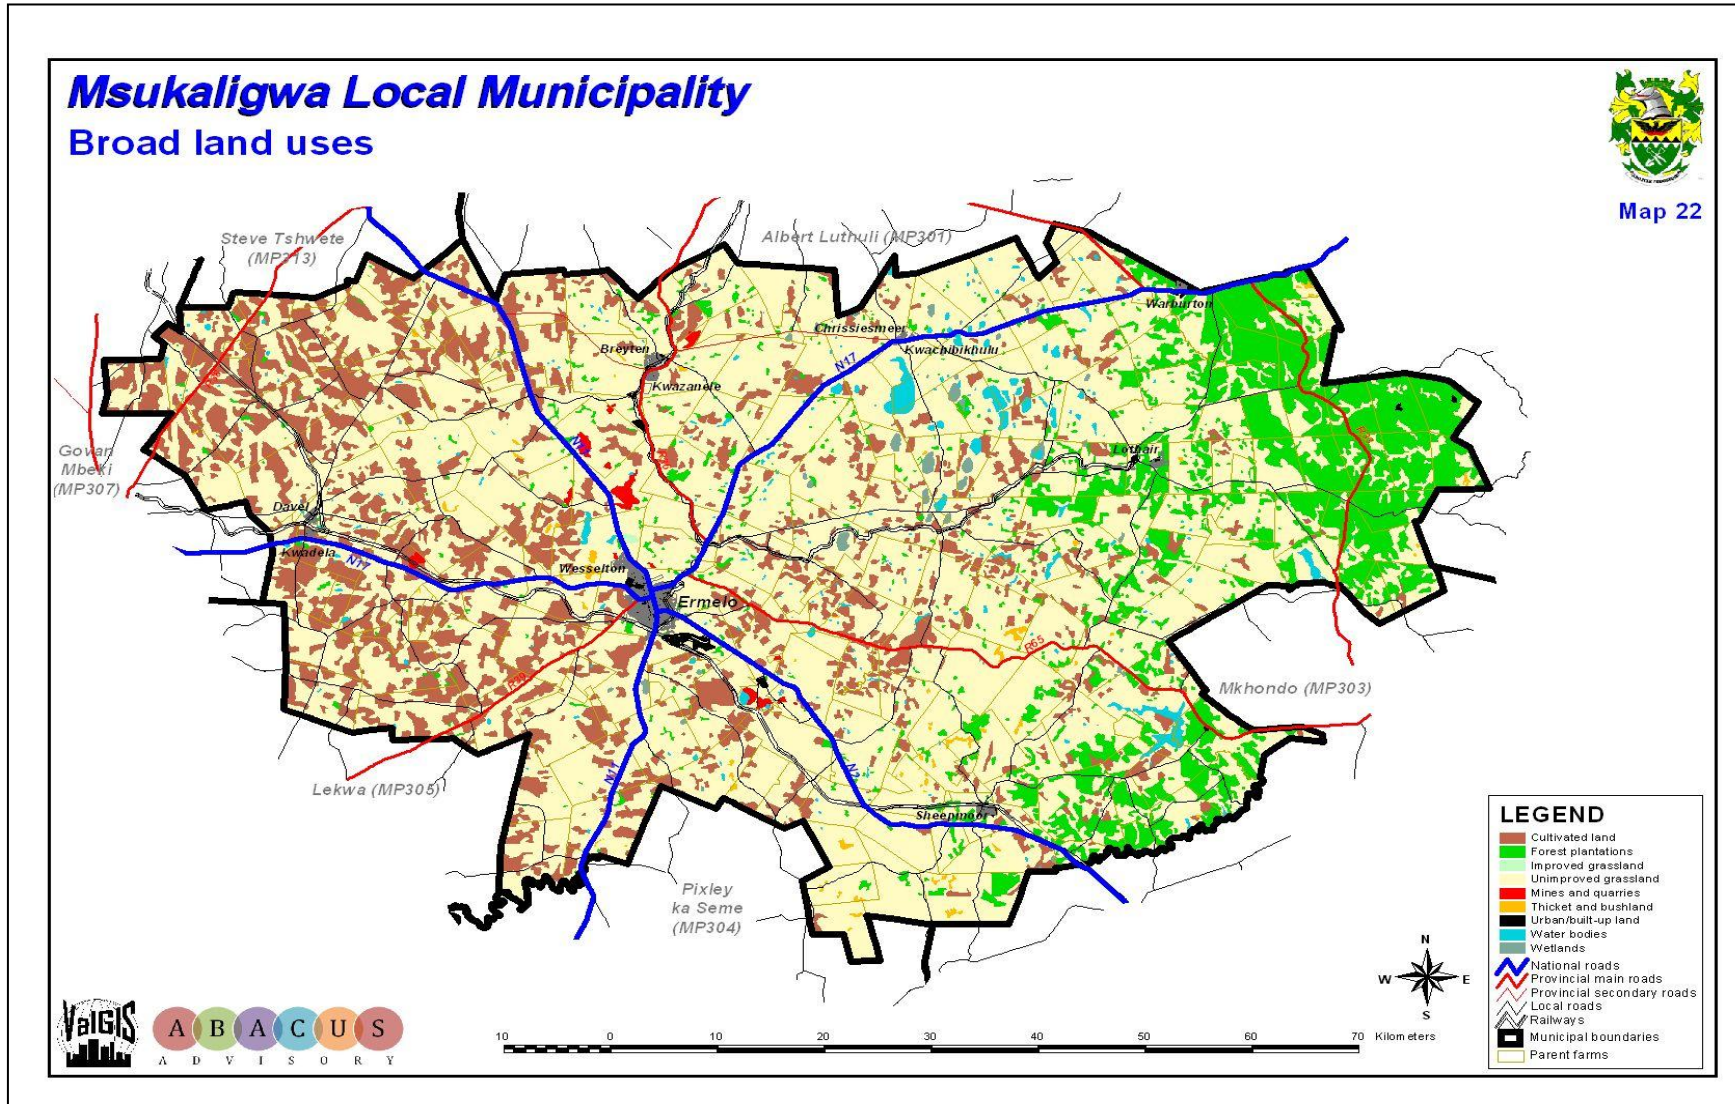 Msukaligwa Local Municipality
Broad land uses
Map 22
Steve Tshwete
(MP313)
Albert Luthuli (MP301)
Warburton
Chrissiesmeer
Kwachibikhulu
N17
Breyten
Kwazanele
N11
Govan
Mbeki
(MP307)
Lothair
Davel
Kwadela
N17
Wesselton
Ermelo
R65
R39
Mkhondo (MP303)
Lekwa (MP305)
N11
N2
Sheepmoor
Pixley
ka Seme
(MP304)
LEGEND
Cultivated land
Forest plantations
Improved grassland
Unimproved grassland
Mines and quarries
Thicket and bushland
Urban/built-up land
Water bodies
Wetlands
National roads
Provincial main roads
Provincial secondary roads
Local roads
Railways
Municipal boundaries
Parent farms
N
W E
S
ValGIS
ABACUS
ADVISORY
10 0 10 20 30 40 50 60 70 Kilometers